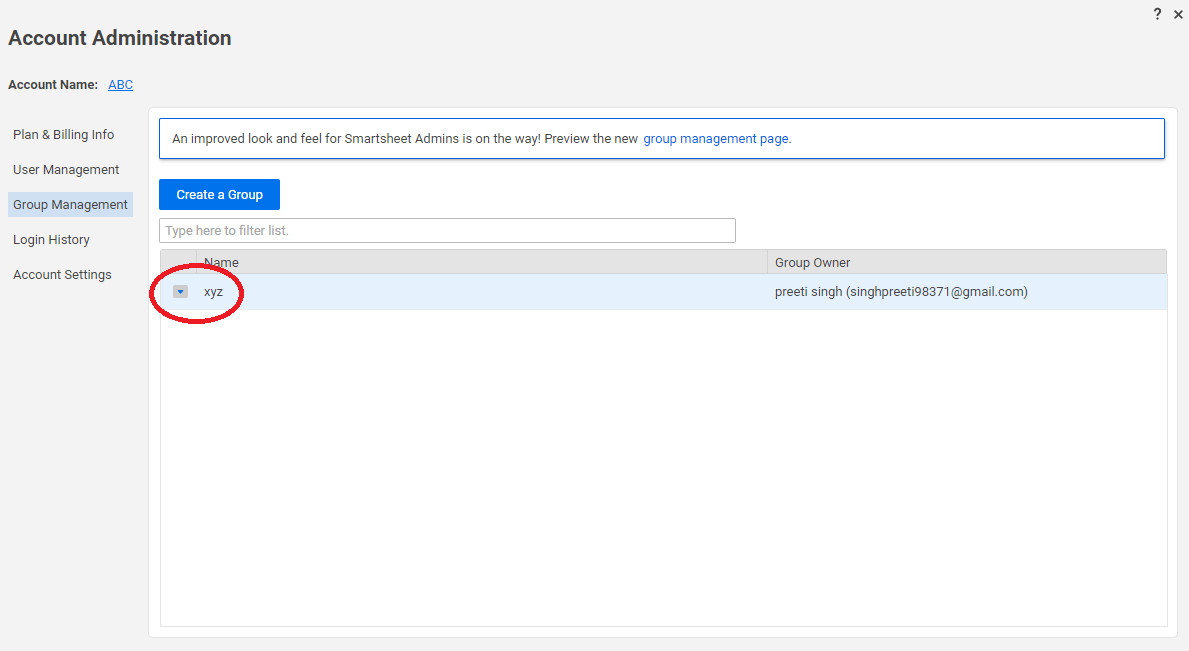 ? ×
Account Administration
Account Name: ABC
Plan & Billing Info
User Management
Group Management
Login History
Account Settings
An improved look and feel for Smartsheet Admins is on the way! Preview the new group management page.
Create a Group
Type here to filter list.
Name Group Owner
xyz preeti singh (singhpreeti98371@gmail.com)